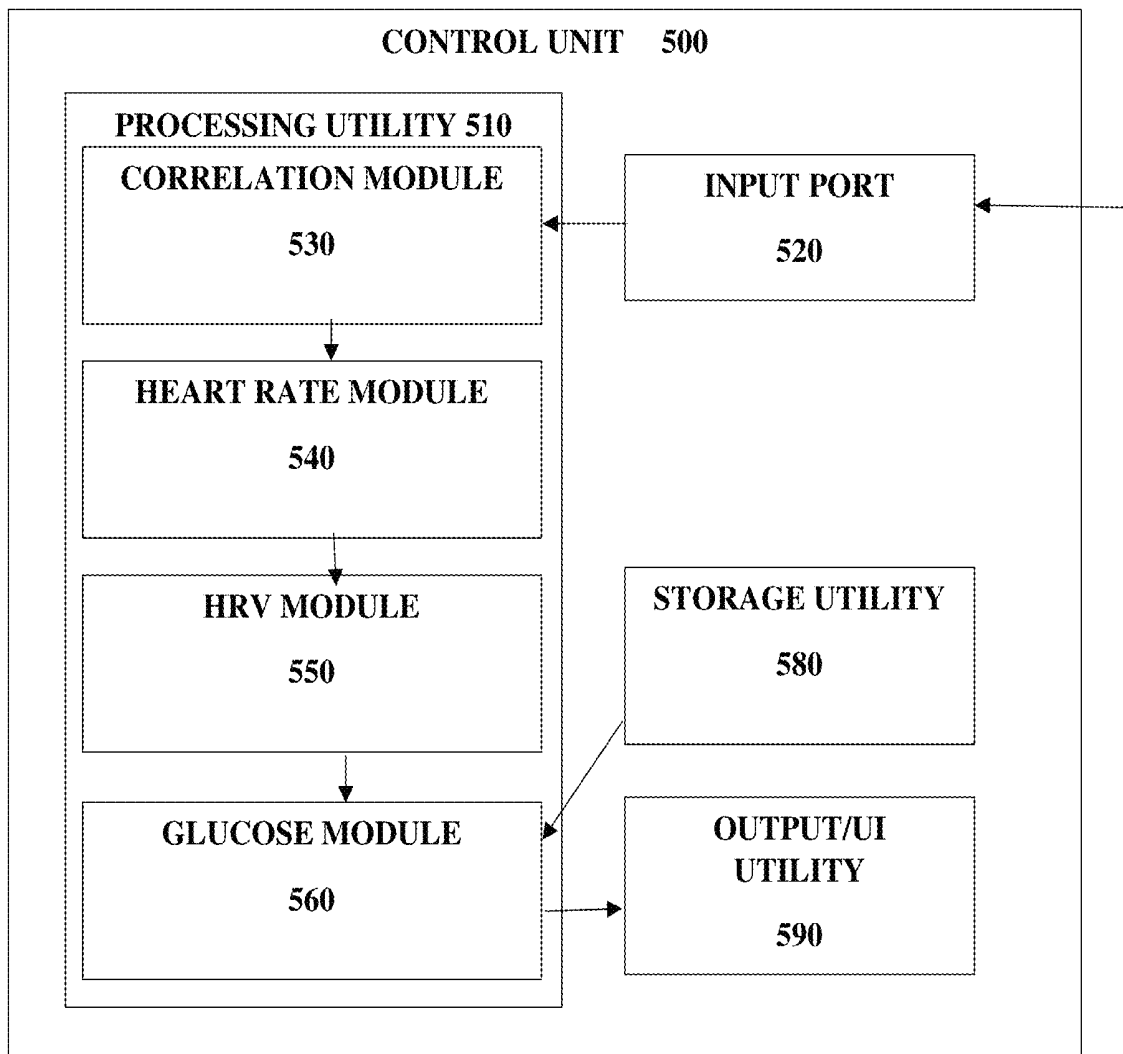 CONTROL UNIT 500
PROCESSING UTILITY 510
CORRELATION MODULE
530
INPUT PORT
520
HEART RATE MODULE
540
HRV MODULE
550
STORAGE UTILITY
580
GLUCOSE MODULE
560
OUTPUT/UI
UTILITY
590